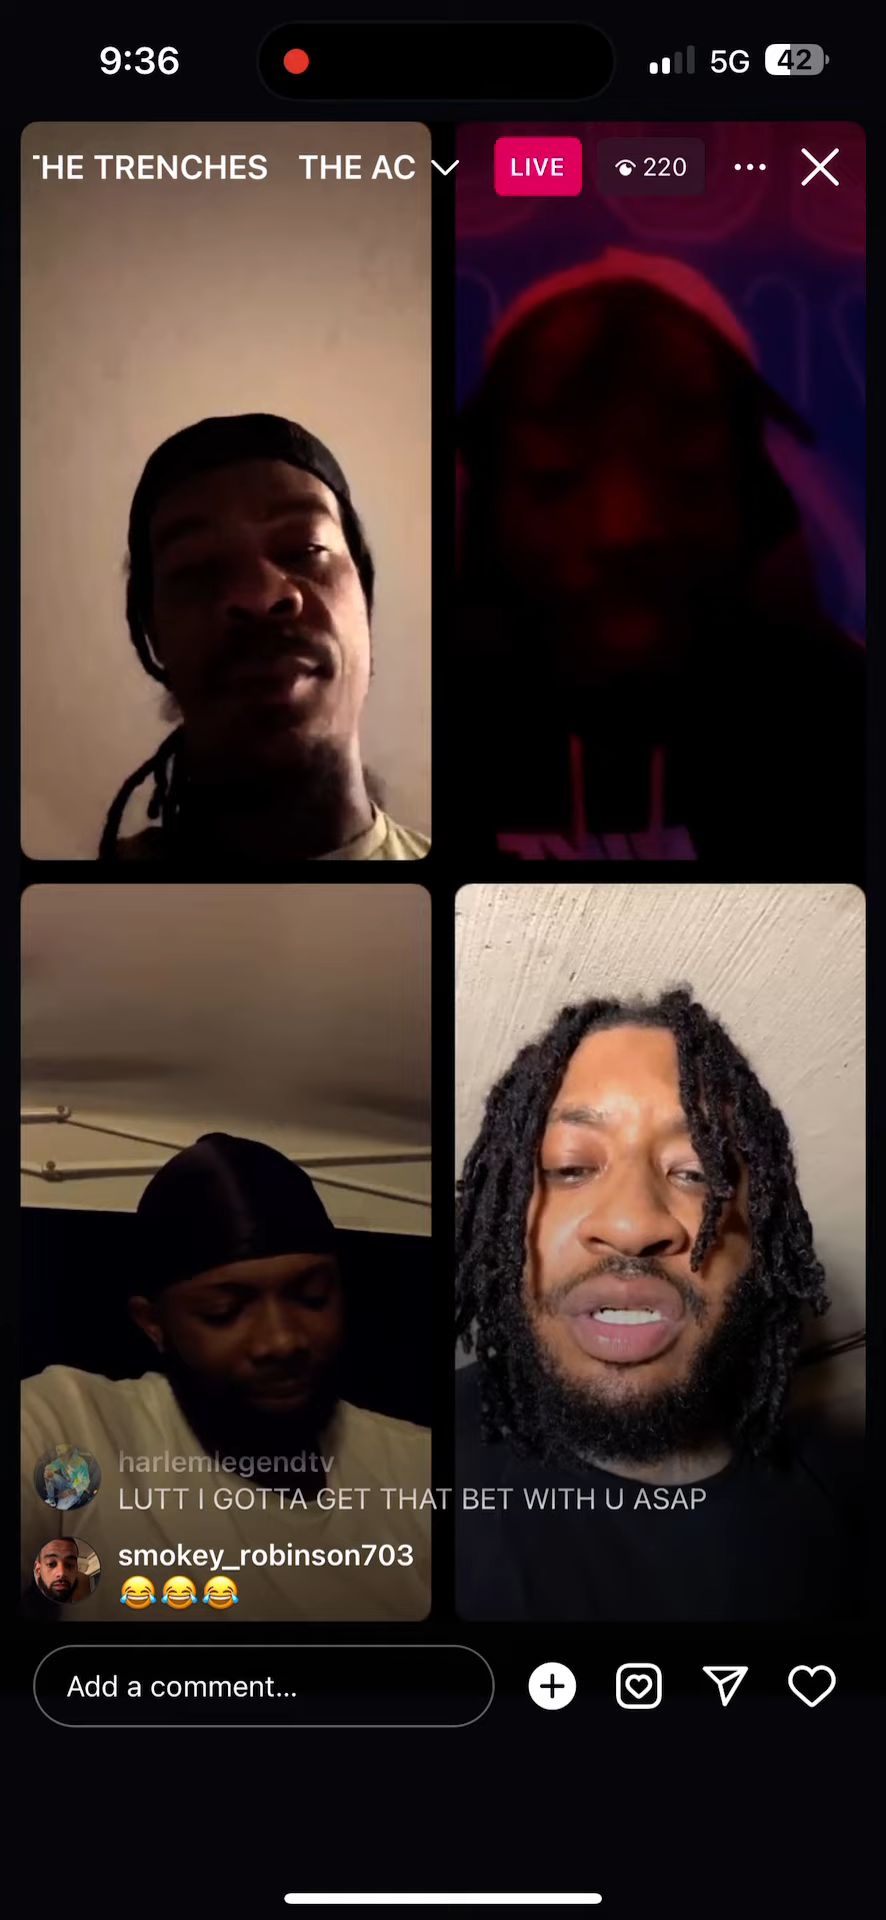 9:36
5G
42
THE TRENCHES THE AC
LIVE
220
harlemlegendtv
LUTT I GOTTA GET THAT BET WITH U ASAP
smokey_robinson703
😂😂😂
Add a comment...